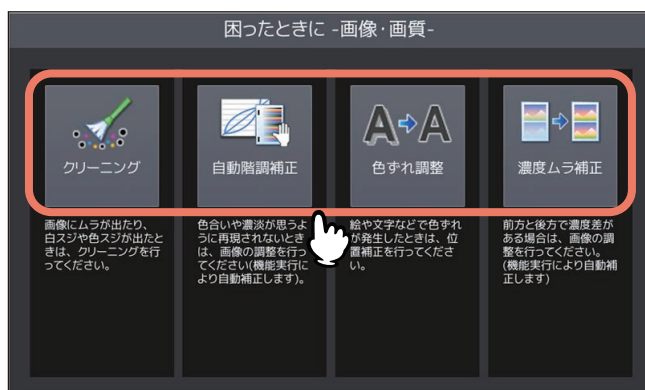 困ったときに -画像・画質-
クリーニング
自動階調補正
色ずれ調整
濃度ムラ補正
画像にムラが出たり、
白スジや色スジが出たと
きは、クリーニングを行
ってください。
色合いや濃淡が思うよ
うに再現されないとき
は、画像の調整を行っ
てください(機能実行に
より自動補正します)。
絵や文字などで色ずれ
が発生したときは、位
置補正を行ってくださ
い。
前方と後方で濃度差が
ある場合は、画像の調
整を行ってください。
(機能実行により自動補
正します)